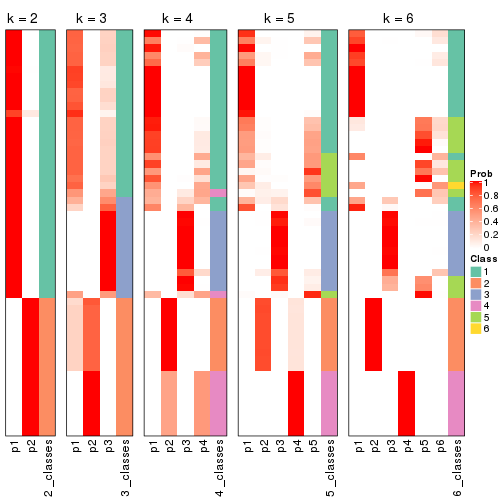 k = 2
k = 3
k = 4
k = 5
k = 6
p1
p2
2_classes
p1
p2
p3
3_classes
p1
p2
p3
p4
4_classes
p1
p2
p3
p4
p5
5_classes
p1
p2
p3
p4
p5
p6
6_classes
Prob
1
0.8
0.6
0.4
0.2
0
Class
1
2
3
4
5
6